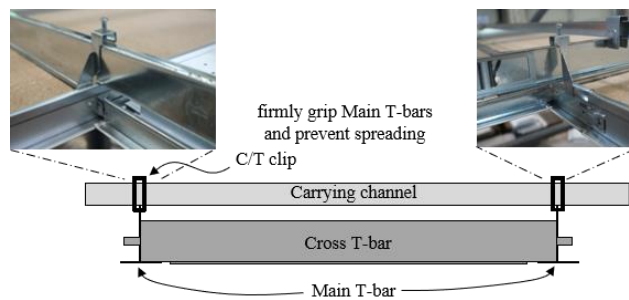 firmly grip Main T-bars
and prevent spreading
C/T clip
Carrying channel
Cross T-bar
Main T-bar